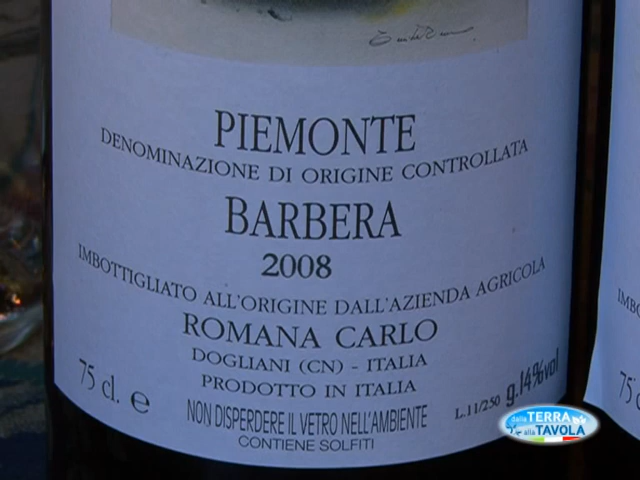 PIEMONTE
DENOMINAZIONE DI ORIGINE CONTROLLATA
BARBERA
2008
IMBOTTIGLIATO ALL'ORIGINE DALL'AZIENDA AGRICOLA
ROMANA CARLO
DOGLIANI (CN) - ITALIA
PRODOTTO IN ITALIA
75 cl. e
NON DISPERDERE IL VETRO NELL'AMBIENTE
CONTIENE SOLFITI
L.11/250 g.14%vol
dalla TERRA
alla TAVOLA
IMBO
75 c